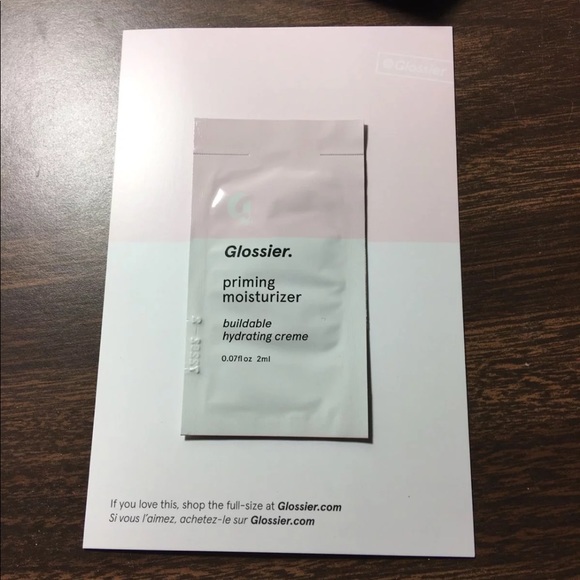 @Glossier
G
Glossier.
priming
moisturizer
buildable
hydrating creme
0.07fl oz 2ml
If you love this, shop the full-size at Glossier.com
Si vous l'aimez, achetez-le sur Glossier.com